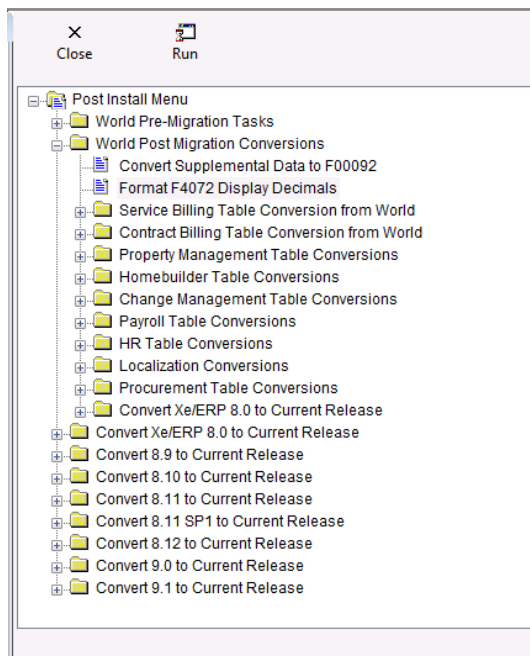 Close Run
Post Install Menu
World Pre-Migration Tasks
World Post Migration Conversions
Convert Supplemental Data to F00092
Format F4072 Display Decimals
Service Billing Table Conversion from World
Contract Billing Table Conversion from World
Property Management Table Conversions
Homebuilder Table Conversions
Change Management Table Conversions
Payroll Table Conversions
HR Table Conversions
Localization Conversions
Procurement Table Conversions
Convert Xe/ERP 8.0 to Current Release
Convert Xe/ERP 8.0 to Current Release
Convert 8.9 to Current Release
Convert 8.10 to Current Release
Convert 8.11 to Current Release
Convert 8.11 SP1 to Current Release
Convert 8.12 to Current Release
Convert 9.0 to Current Release
Convert 9.1 to Current Release